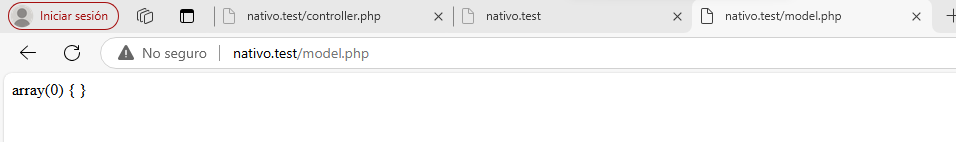 Iniciar sesión
nativo.test/controller.php
nativo.test
nativo.test/model.php
No seguro
nativo.test/model.php
array(0) { }